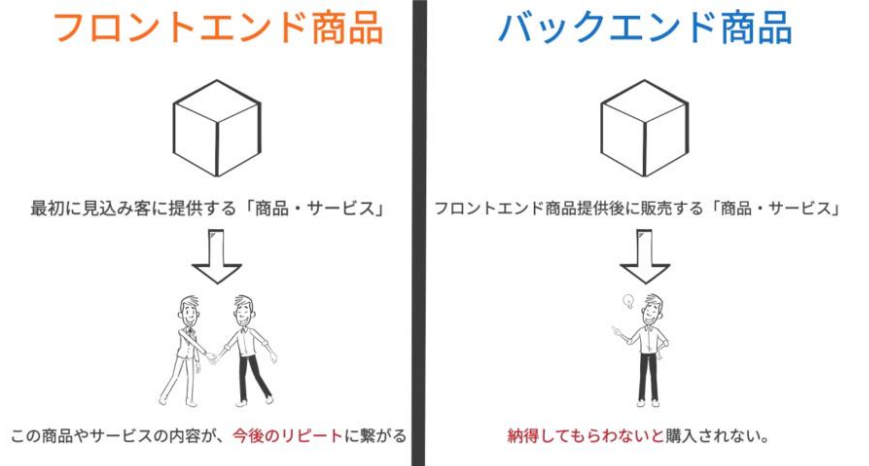 フロントエンド商品
最初に見込み客に提供する「商品・サービス」
この商品やサービスの内容が、今後のリピートに繋がる
バックエンド商品
フロントエンド商品提供後に販売する「商品・サービス」
納得してもらわないと購入されない。